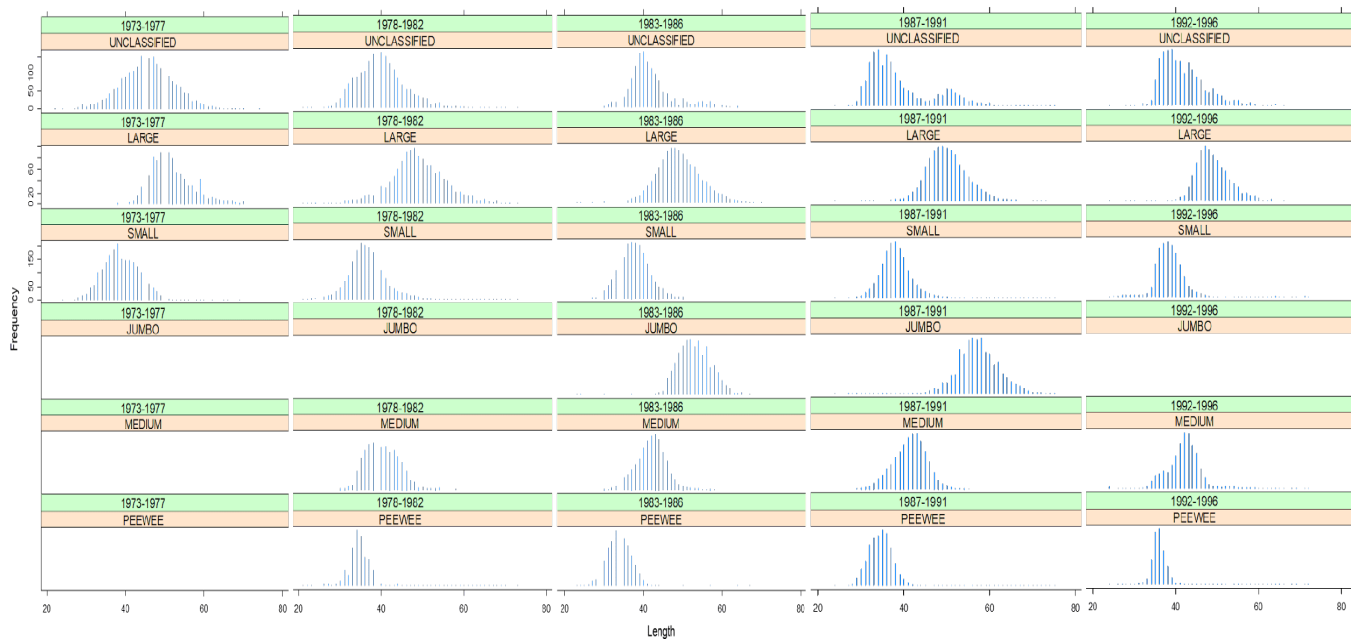 1973-1977 1978-1982 1983-1986 1987-1991 1992-1996
UNCLASSIFIED UNCLASSIFIED UNCLASSIFIED UNCLASSIFIED UNCLASSIFIED
0 50 100
1973-1977 1978-1982 1983-1986 1987-1991 1992-1996
LARGE LARGE LARGE LARGE LARGE
0 20 60
1973-1977 1978-1982 1983-1986 1987-1991 1992-1996
SMALL SMALL SMALL SMALL SMALL
0 50 150
1973-1977 1978-1982 1983-1986 1987-1991 1992-1996
JUMBO JUMBO JUMBO JUMBO JUMBO
Frequency
1973-1977 1978-1982 1983-1986 1987-1991 1992-1996
MEDIUM MEDIUM MEDIUM MEDIUM MEDIUM
1973-1977 1978-1982 1983-1986 1987-1991 1992-1996
PEEWEE PEEWEE PEEWEE PEEWEE PEEWEE
20 40 60 80 20 40 60 80 20 40 60 80 20 40 60 80 20 40 60 80
Length